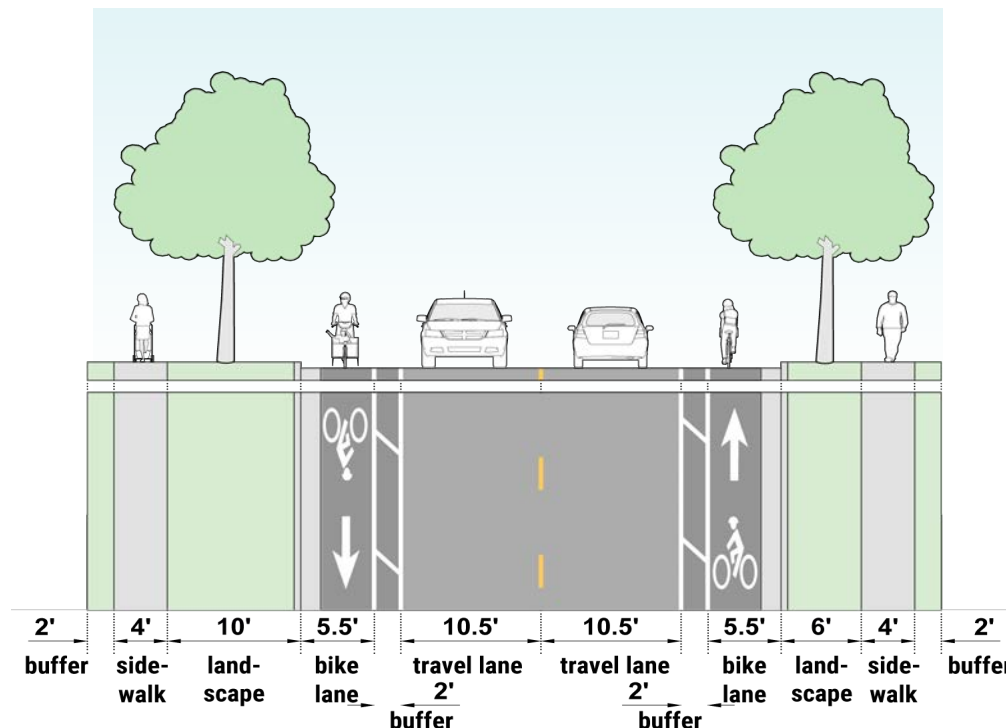 2' 4' 10' 5.5' 10.5' 10.5' 5.5' 6' 4' 2'
buffer side- land- bike travel lane travel lane bike land- side- buffer
walk scape lane 2' 2' lane scape walk
buffer buffer